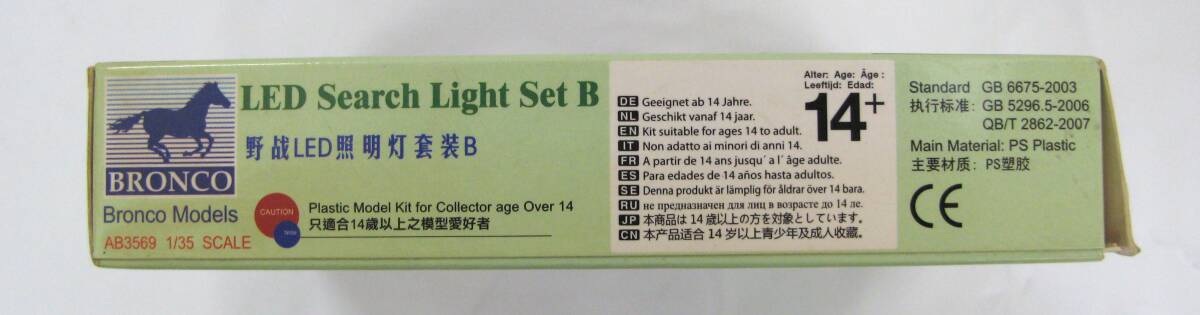 BRONCO
Bronco Models
AB3569 1/35 SCALE
LED Search Light Set B
野战LED照明灯套装B
CAUTION
Plastic Model Kit for Collector age Over 14
只適合14歲以上之模型愛好者
Alter: Age: Âge:
Leeftijd: Edad:
14+
DE Geeignet ab 14 Jahre.
NL Geschikt vanaf 14 jaar.
EN Kit suitable for ages 14 to adult.
IT Non adatto ai minori di anni 14.
FR A partir de 14 ans jusqu´a l´âge adulte.
ES Para edades de 14 años hasta adultos.
SE Denna produkt är lämplig för åldrar över 14 bara.
RU не предназначен для лиц в возрасте до 14 ле.
JP 本商品は14歳以上の方を対象としています。
CN 本产品适合14岁以上青少年及成人收藏。
Standard GB 6675-2003
执行标准: GB 5296.5-2006
QB/T 2862-2007
Main Material: PS Plastic
主要材质: PS塑胶
CE